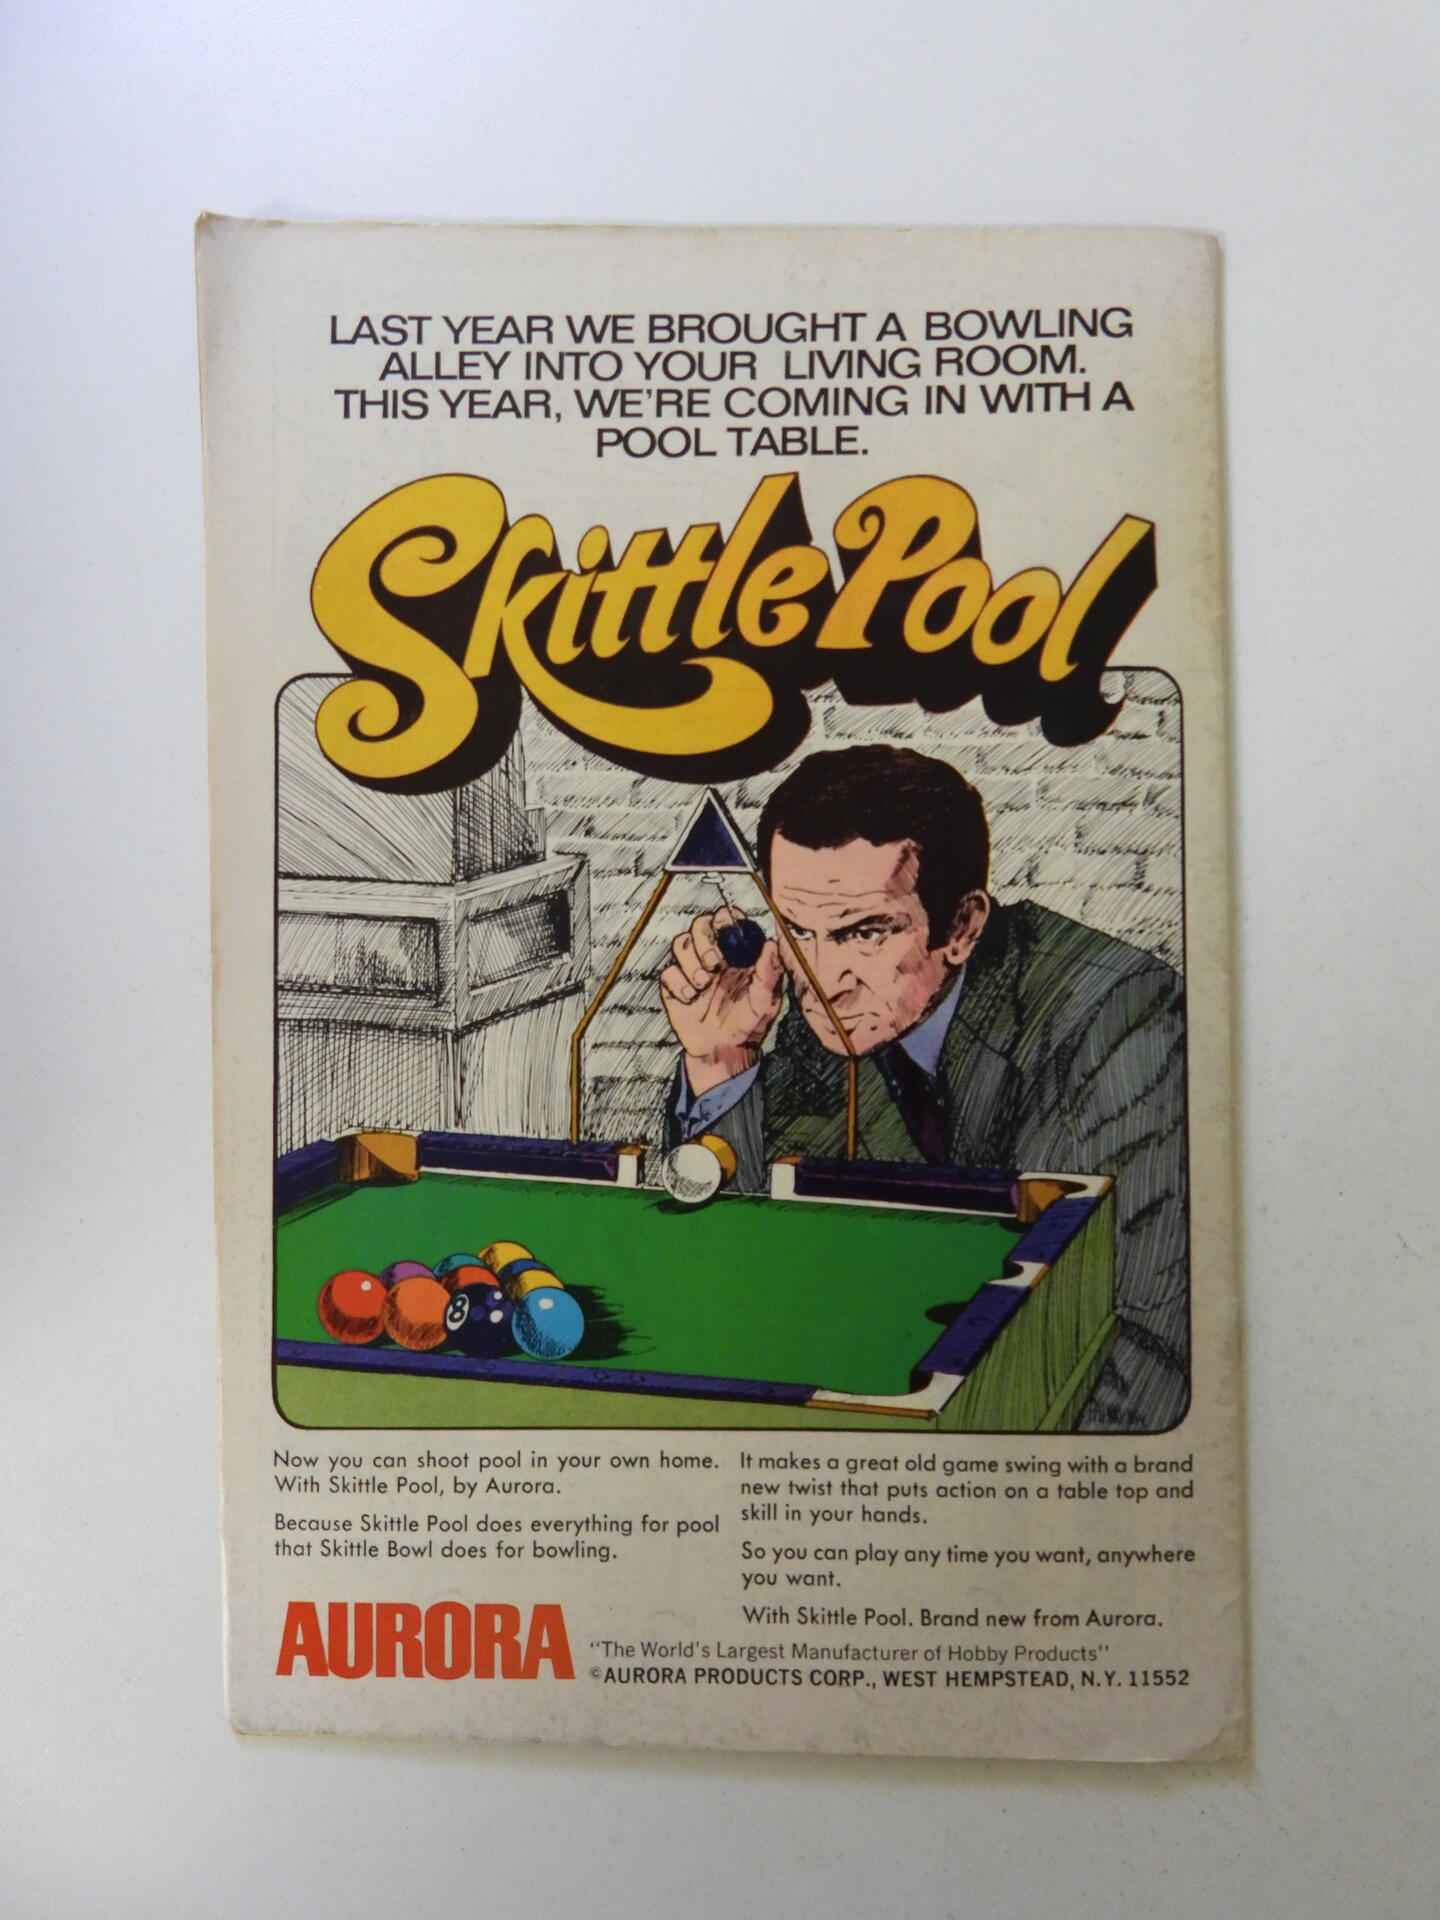 LAST YEAR WE BROUGHT A BOWLING
ALLEY INTO YOUR LIVING ROOM.
THIS YEAR, WE'RE COMING IN WITH A
POOL TABLE.
Skittle Pool
8
Now you can shoot pool in your own home.
With Skittle Pool, by Aurora.
Because Skittle Pool does everything for pool
that Skittle Bowl does for bowling.
It makes a great old game swing with a brand
new twist that puts action on a table top and
skill in your hands.
So you can play any time you want, anywhere
you want.
With Skittle Pool. Brand new from Aurora.
AURORA
"The World's Largest Manufacturer of Hobby Products"
©AURORA PRODUCTS CORP., WEST HEMPSTEAD, N.Y. 11552